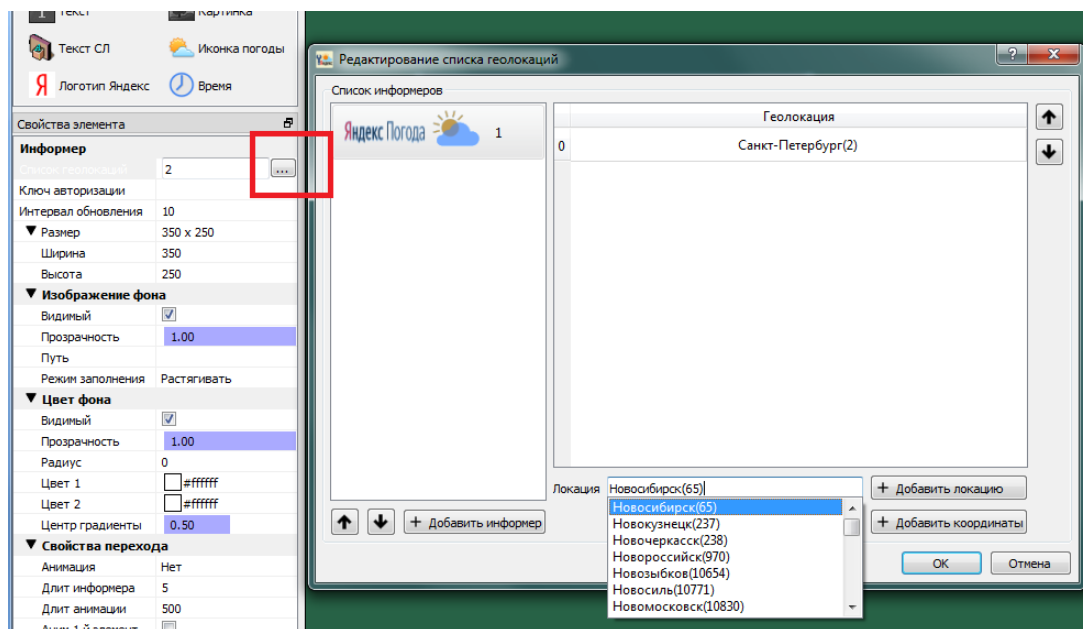 Текст Картинка
Текст СЛ Иконка погоды
Я Логотип Яндекс Время
Свойства элемента
Информер
Список геолокаций 2 ...
Ключ авторизации
Интервал обновления 10
Размер 350 x 250
Ширина 350
Высота 250
Изображение фона
Видимый
Прозрачность 1.00
Путь
Режим заполнения Растягивать
Цвет фона
Видимый
Прозрачность 1.00
Радиус 0
Цвет 1 #ffffff
Цвет 2 #ffffff
Центр градиенты 0.50
Свойства перехода
Анимация Нет
Длит информера 5
Длит анимации 500
Редактирование списка геолокаций
Список информеров
Яндекс Погода 1
Геолокация
0 Санкт-Петербург(2)
Локация Новосибирск(65) + Добавить локацию
Новосибирск(65)
Новокузнецк(237)
Новочеркасск(238)
Новороссийск(970)
Новозыбков(10654)
Новосиль(10771)
Новомосковск(10830)
+ Добавить информер
+ Добавить координаты
OK Отмена